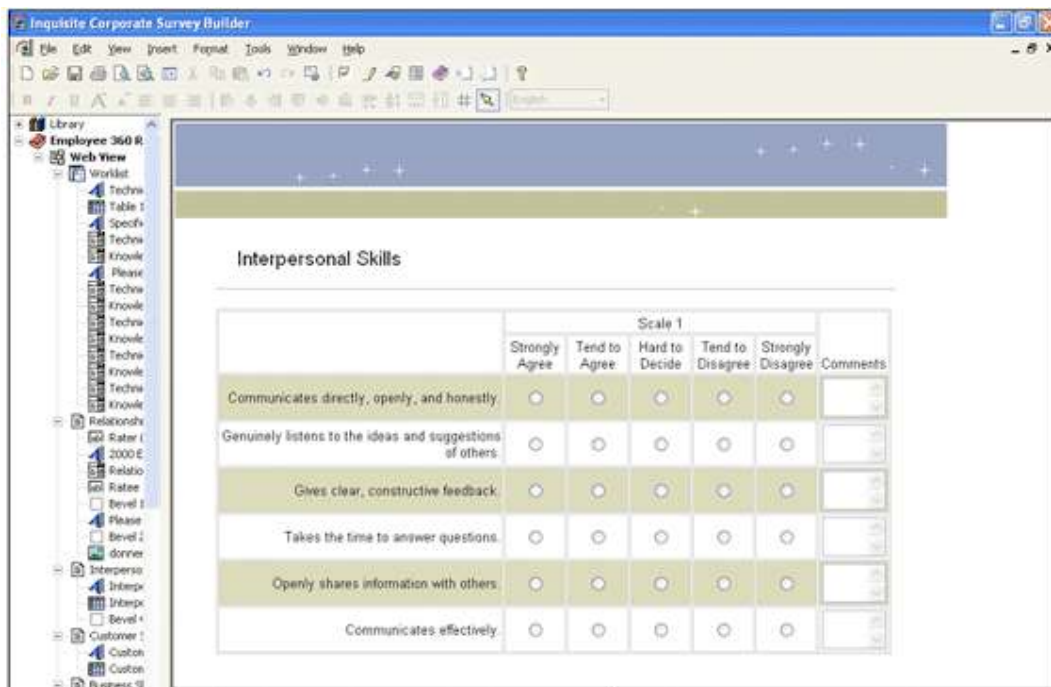 Inquisite Corporate Survey Builder
File Edit View Insert Format Tools Window Help
English
Library
Employee 360 R
Web View
Worklist
Techni
Table 1
Specifi
Techni
Knowle
Please
Techni
Knowle
Techni
Knowle
Techni
Knowle
Techni
Knowle
Relationshi
Rater (
2000 E
Relatio
Ratee
Bevel 1
Please
Bevel 2
donner
Interperso
Interpe
Interpe
Bevel
Customer S
Custom
Custom
Interpersonal Skills
Scale 1
Strongly Agree
Tend to Agree
Hard to Decide
Tend to Disagree
Strongly Disagree
Comments
Communicates directly, openly, and honestly.
Genuinely listens to the ideas and suggestions
of others.
Gives clear, constructive feedback.
Takes the time to answer questions.
Openly shares information with others.
Communicates effectively.